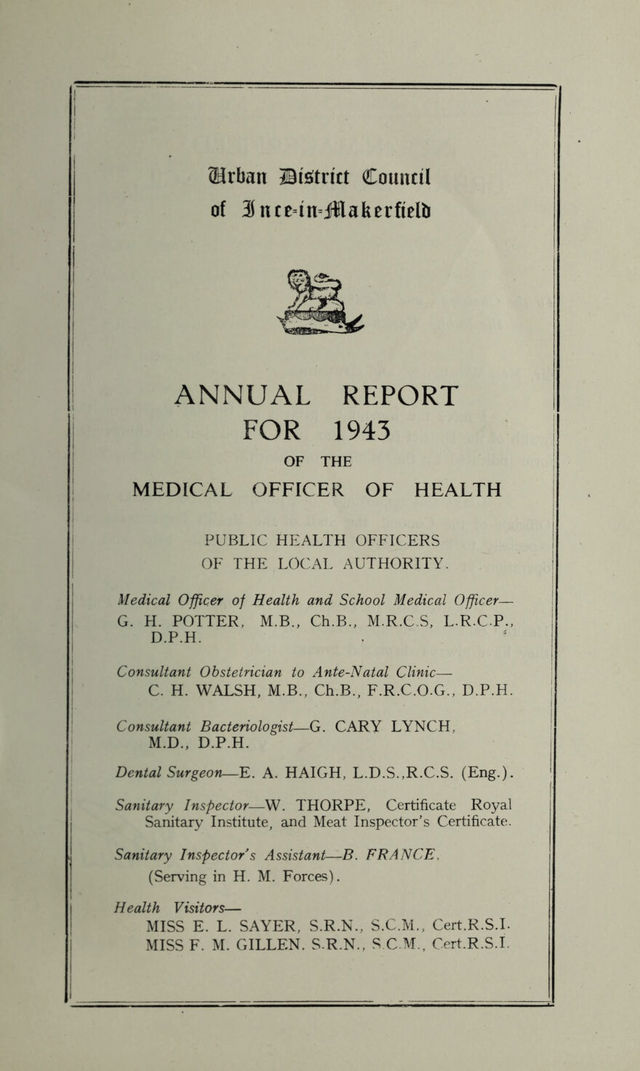 Urban District Council
of Ince-in-Makerfield
ANNUAL REPORT
FOR 1943
OF THE
MEDICAL OFFICER OF HEALTH
PUBLIC HEALTH OFFICERS
OF THE LOCAL AUTHORITY.
Medical Officer of Health and School Medical Officer—
G. H. POTTER, M.B., Ch.B., M.R.C.S, L.R.C.P.,
D.P.H.
Consultant Obstetrician to Ante-Natal Clinic—
C. H. WALSH, M.B., Ch.B., F.R.C.O.G., D.P.H.
Consultant Bacteriologist—G. CARY LYNCH,
M.D., D.P.H.
Dental Surgeon—E. A. HAIGH, L.D.S.,R.C.S. (Eng.).
Sanitary Inspector—W. THORPE, Certificate Royal
Sanitary Institute, and Meat Inspector's Certificate.
Sanitary Inspector's Assistant—B. FRANCE.
(Serving in H. M. Forces).
Health Visitors—
MISS E. L. SAYER, S.R.N., S.C.M., Cert.R.S.I.
MISS F. M. GILLEN. S.R.N., S.C.M., Cert.R.S.I.